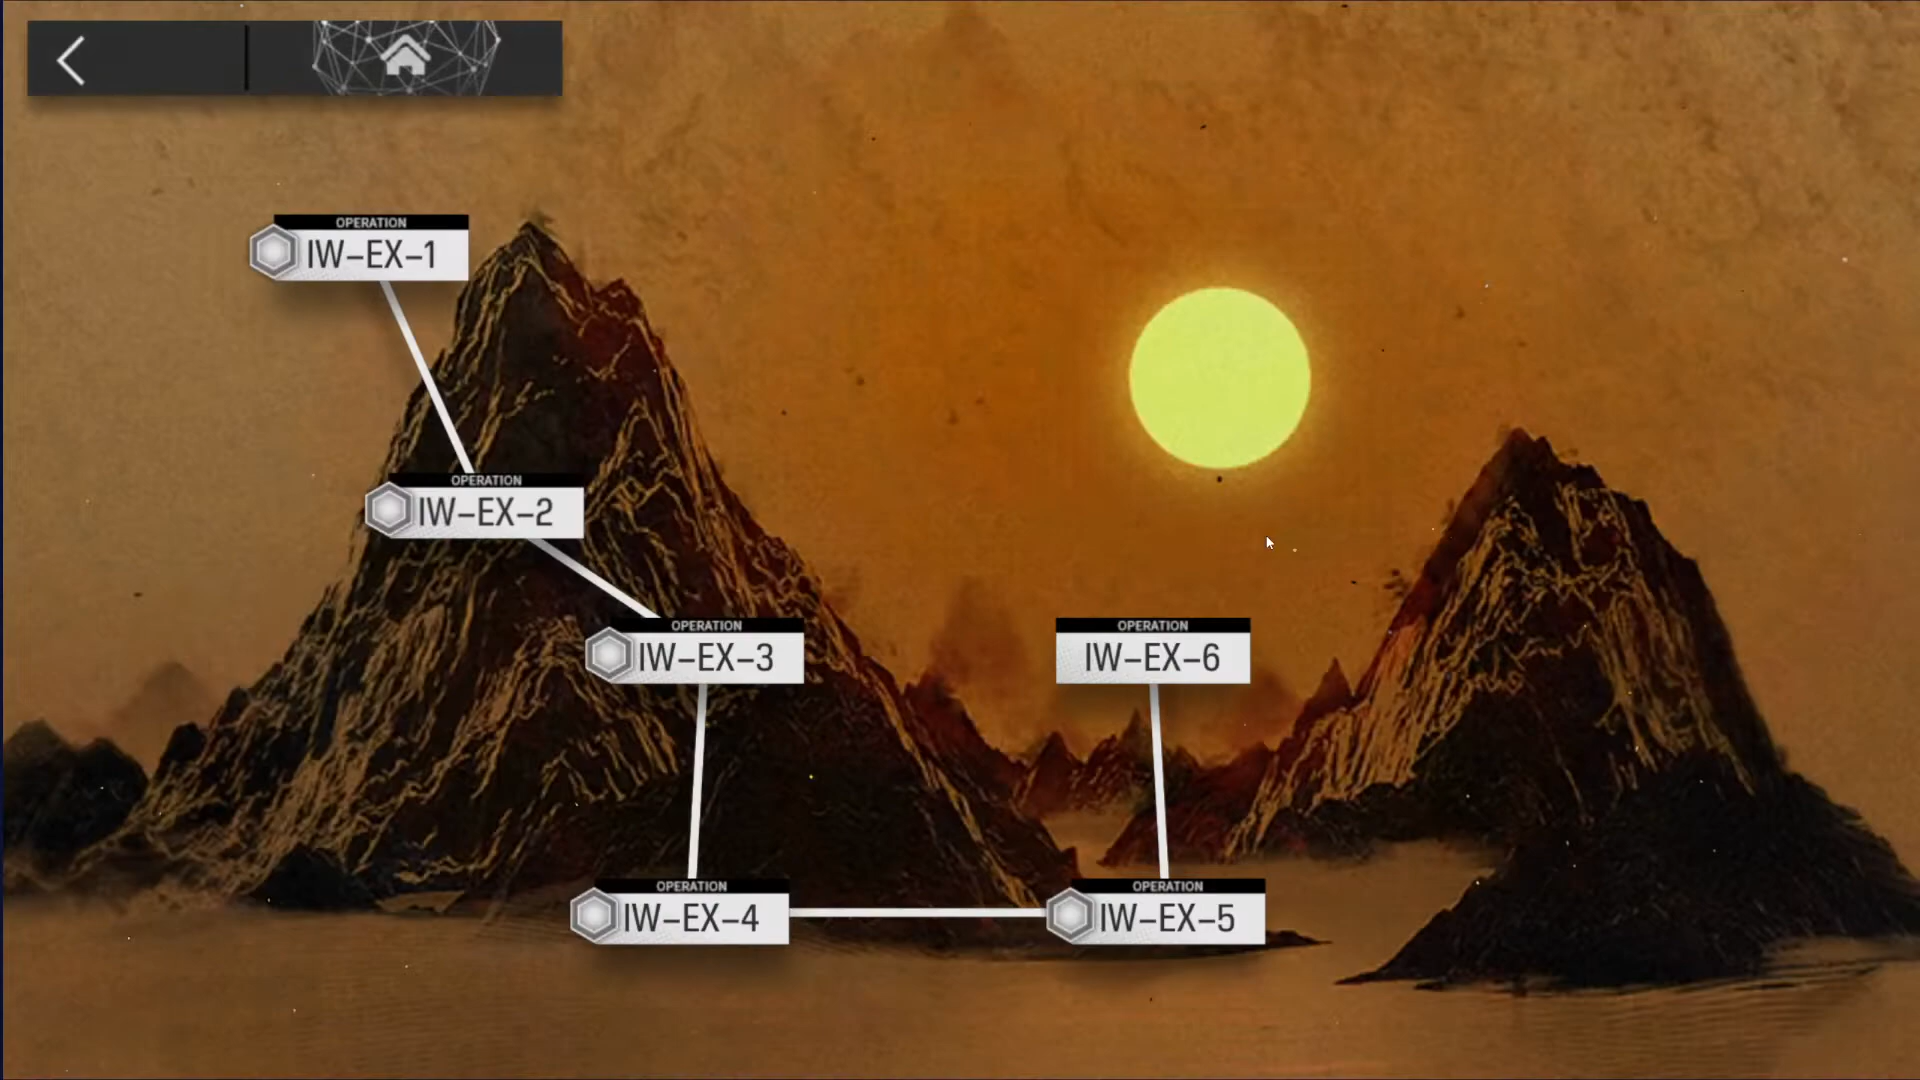 OPERATION
IW-EX-1
OPERATION
IW-EX-2
OPERATION
IW-EX-3
OPERATION
IW-EX-6
OPERATION
IW-EX-4
OPERATION
IW-EX-5